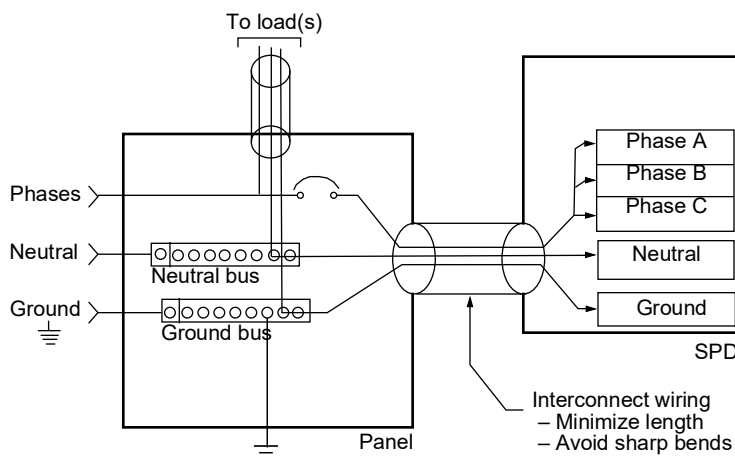 To load(s)
Phases
Neutral
Neutral bus
Ground
Ground bus
Panel
Phase A
Phase B
Phase C
Neutral
Ground
SPD
Interconnect wiring
– Minimize length
– Avoid sharp bends